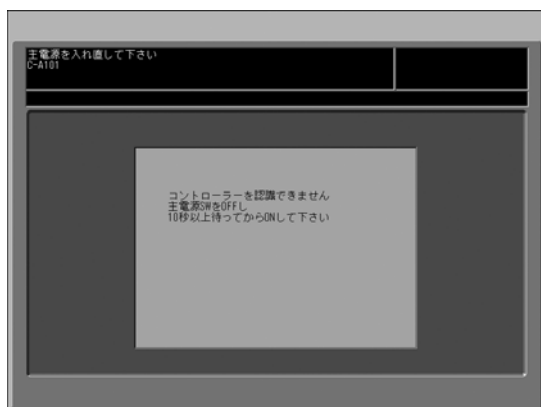 主電源を入れ直して下さい
C-A101
コントローラーを認識できません
主電源SWをOFFし
10秒以上待ってからONして下さい